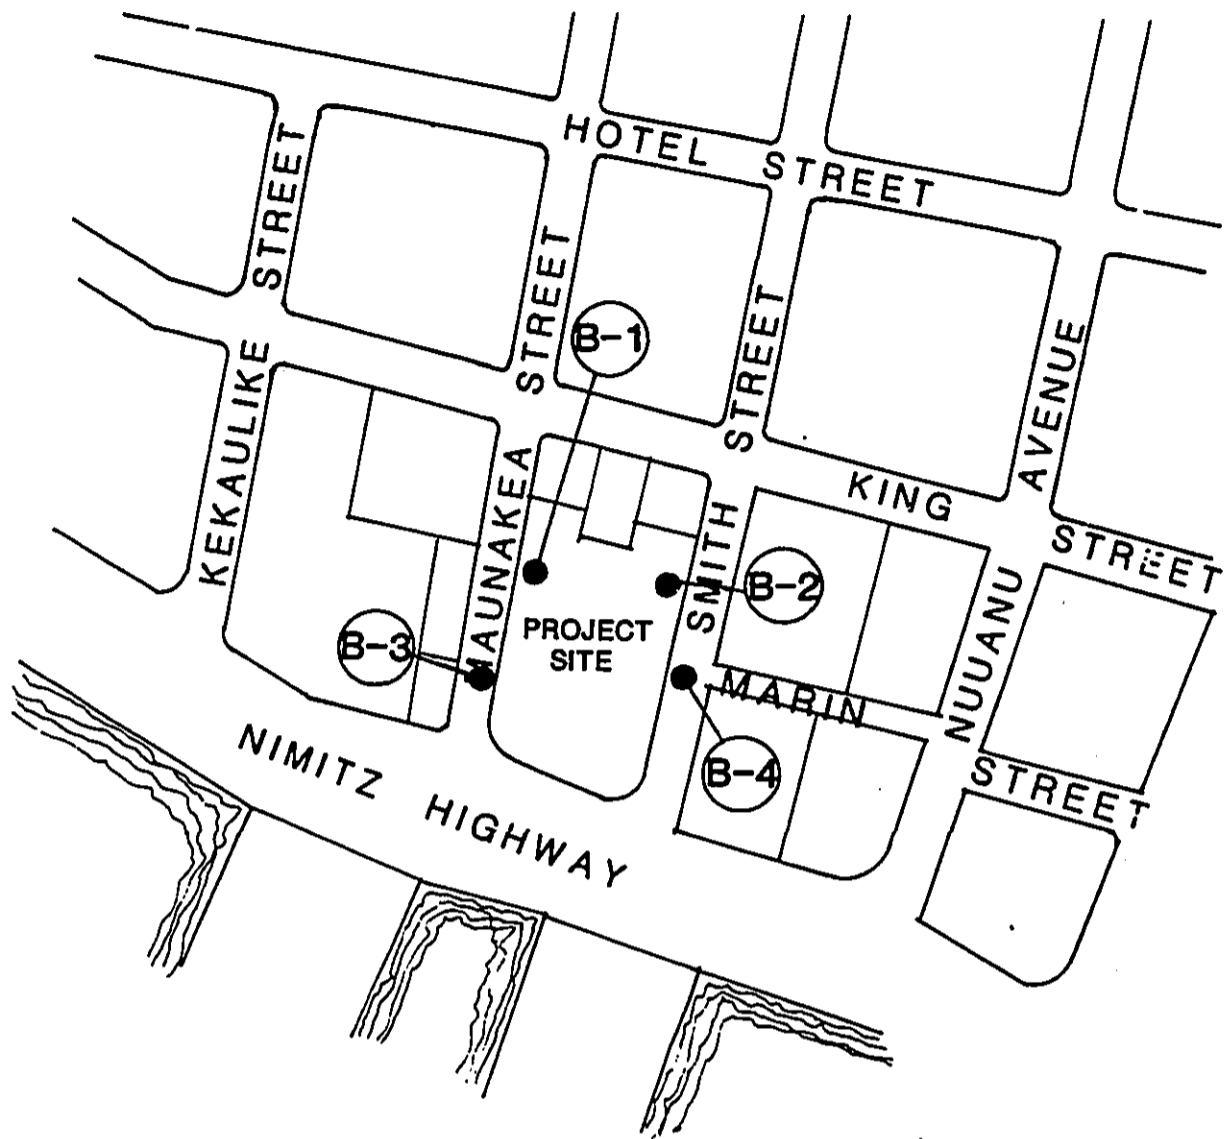 HOTEL STREET
STREET
STREET
B-1
STREET
AVENUE
KEKAULIKE
MAUNAKEA
KING STREET
SMITH
B-2
NUUANU
PROJECT
SITE
B-3
MARIN STREET
B-4
NIMITZ HIGHWAY